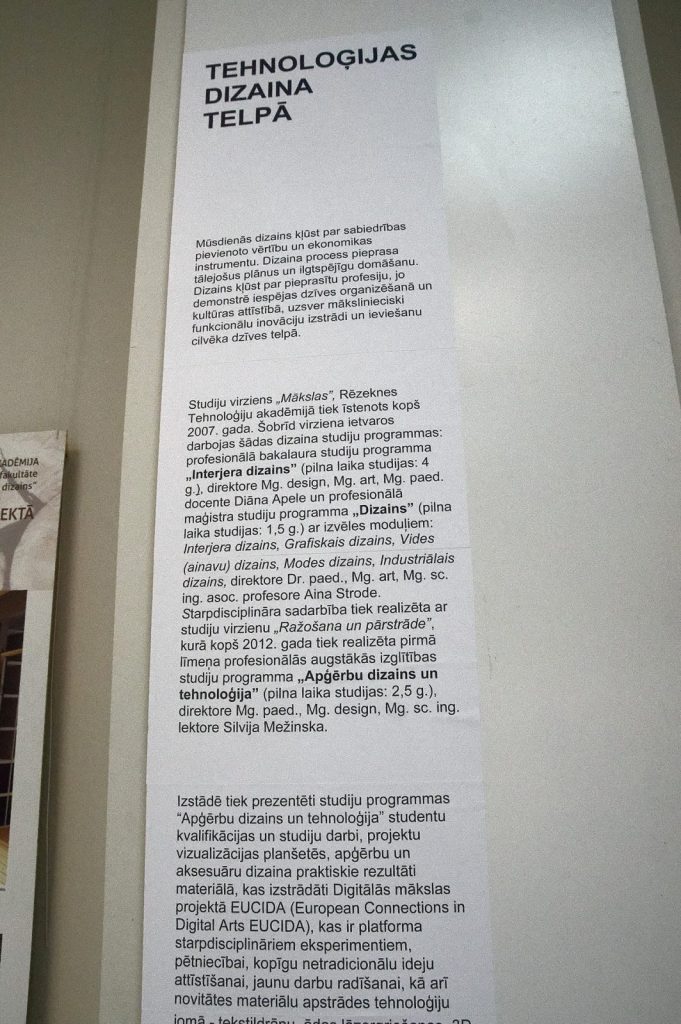 TEHNOLOĢIJAS
DIZAINA
TELPĀ
Mūsdienās dizains kļūst par sabiedrības
pievienoto vērtību un ekonomikas
instrumentu. Dizaina process pieprasa
tālejošus plānus un ilgtspējīgu domāšanu.
Dizains kļūst par pieprasītu profesiju, jo
demonstrē iespējas dzīves organizēšanā un
kultūras attīstībā, uzsver mākslinieciski
funkcionālu inovāciju izstrādi un ieviešanu
cilvēka dzīves telpā.
Studiju virziens „Mākslas”, Rēzeknes
Tehnoloģiju akadēmijā tiek īstenots kopš
2007. gada. Šobrīd virziena ietvaros
darbojas šādas dizaina studiju programmas:
profesionālā bakalaura studiju programma
„Interjera dizains” (pilna laika studijas: 4
g.), direktore Mg. design, Mg. art, Mg. paed.
docente Diāna Apele un profesionālā
maģistra studiju programma „Dizains” (pilna
laika studijas: 1,5 g.) ar izvēles moduļiem:
Interjera dizains, Grafiskais dizains, Vides
(ainavu) dizains, Modes dizains, Industriālais
dizains, direktore Dr. paed., Mg. art, Mg. sc.
ing. asoc. profesore Aina Strode.
Starpdisciplināra sadarbība tiek realizēta ar
studiju virzienu „Ražošana un pārstrāde”,
kurā kopš 2012. gada tiek realizēta pirmā
līmeņa profesionālās augstākās izglītības
studiju programma „Apģērbu dizains un
tehnoloģija” (pilna laika studijas: 2,5 g.),
direktore Mg. paed., Mg. design, Mg. sc. ing.
lektore Silvija Mežinska.
Izstādē tiek prezentēti studiju programmas
“Apģērbu dizains un tehnoloģija” studentu
kvalifikācijas un studiju darbi, projektu
vizualizācijas planšetēs, apģērbu un
aksesuāru dizaina praktiskie rezultāti
materiālā, kas izstrādāti Digitālās mākslas
projektā EUCIDA (European Connections in
Digital Arts EUCIDA), kas ir platforma
starpdisciplināriem eksperimentiem,
pētniecībai, kopīgu netradicionālu ideju
attīstīšanai, jaunu darbu radīšanai, kā arī
novitātes materiālu apstrādes tehnoloģiju
jomā - tekstildrānu, ādas lāzergriešanas, 3D
ADĒMIJA
fakultāte
dizains“
EKTĀ